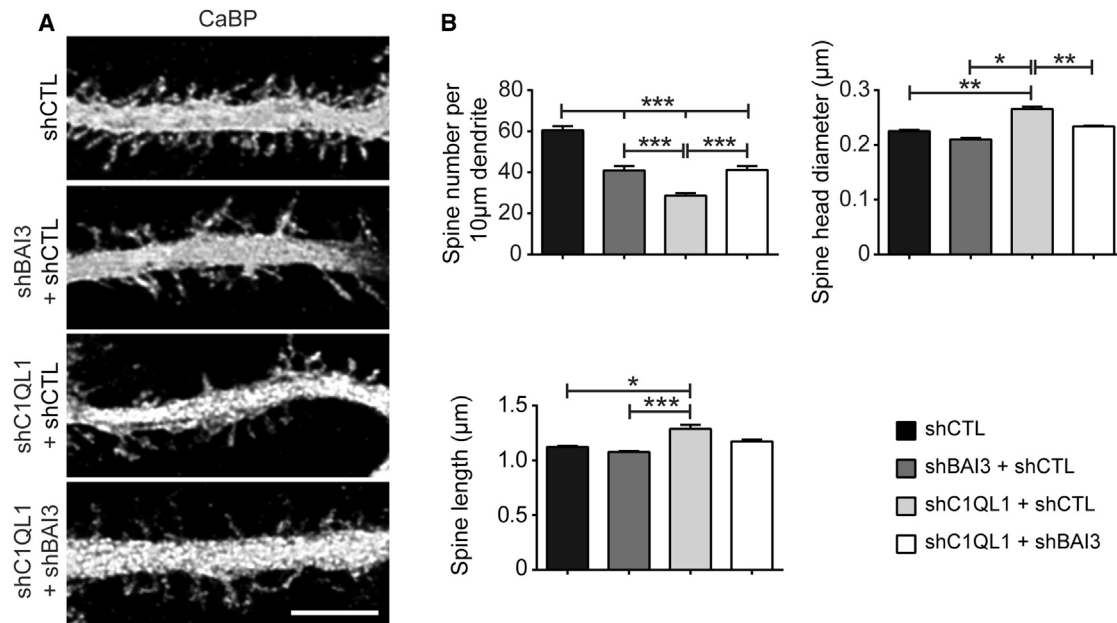 A
CaBP
shCTL
shBAI3
+ shCTL
shC1QL1
+ shCTL
shC1QL1
+ shBAI3
B
Spine number per
10µm dendrite
80
60
40
20
0
***
***
***
Spine head diameter (µm)
0.3
0.2
0.1
0
*
**
**
Spine length (µm)
1.5
1.0
0.5
0
*
***
shCTL
shBAI3 + shCTL
shC1QL1 + shCTL
shC1QL1 + shBAI3